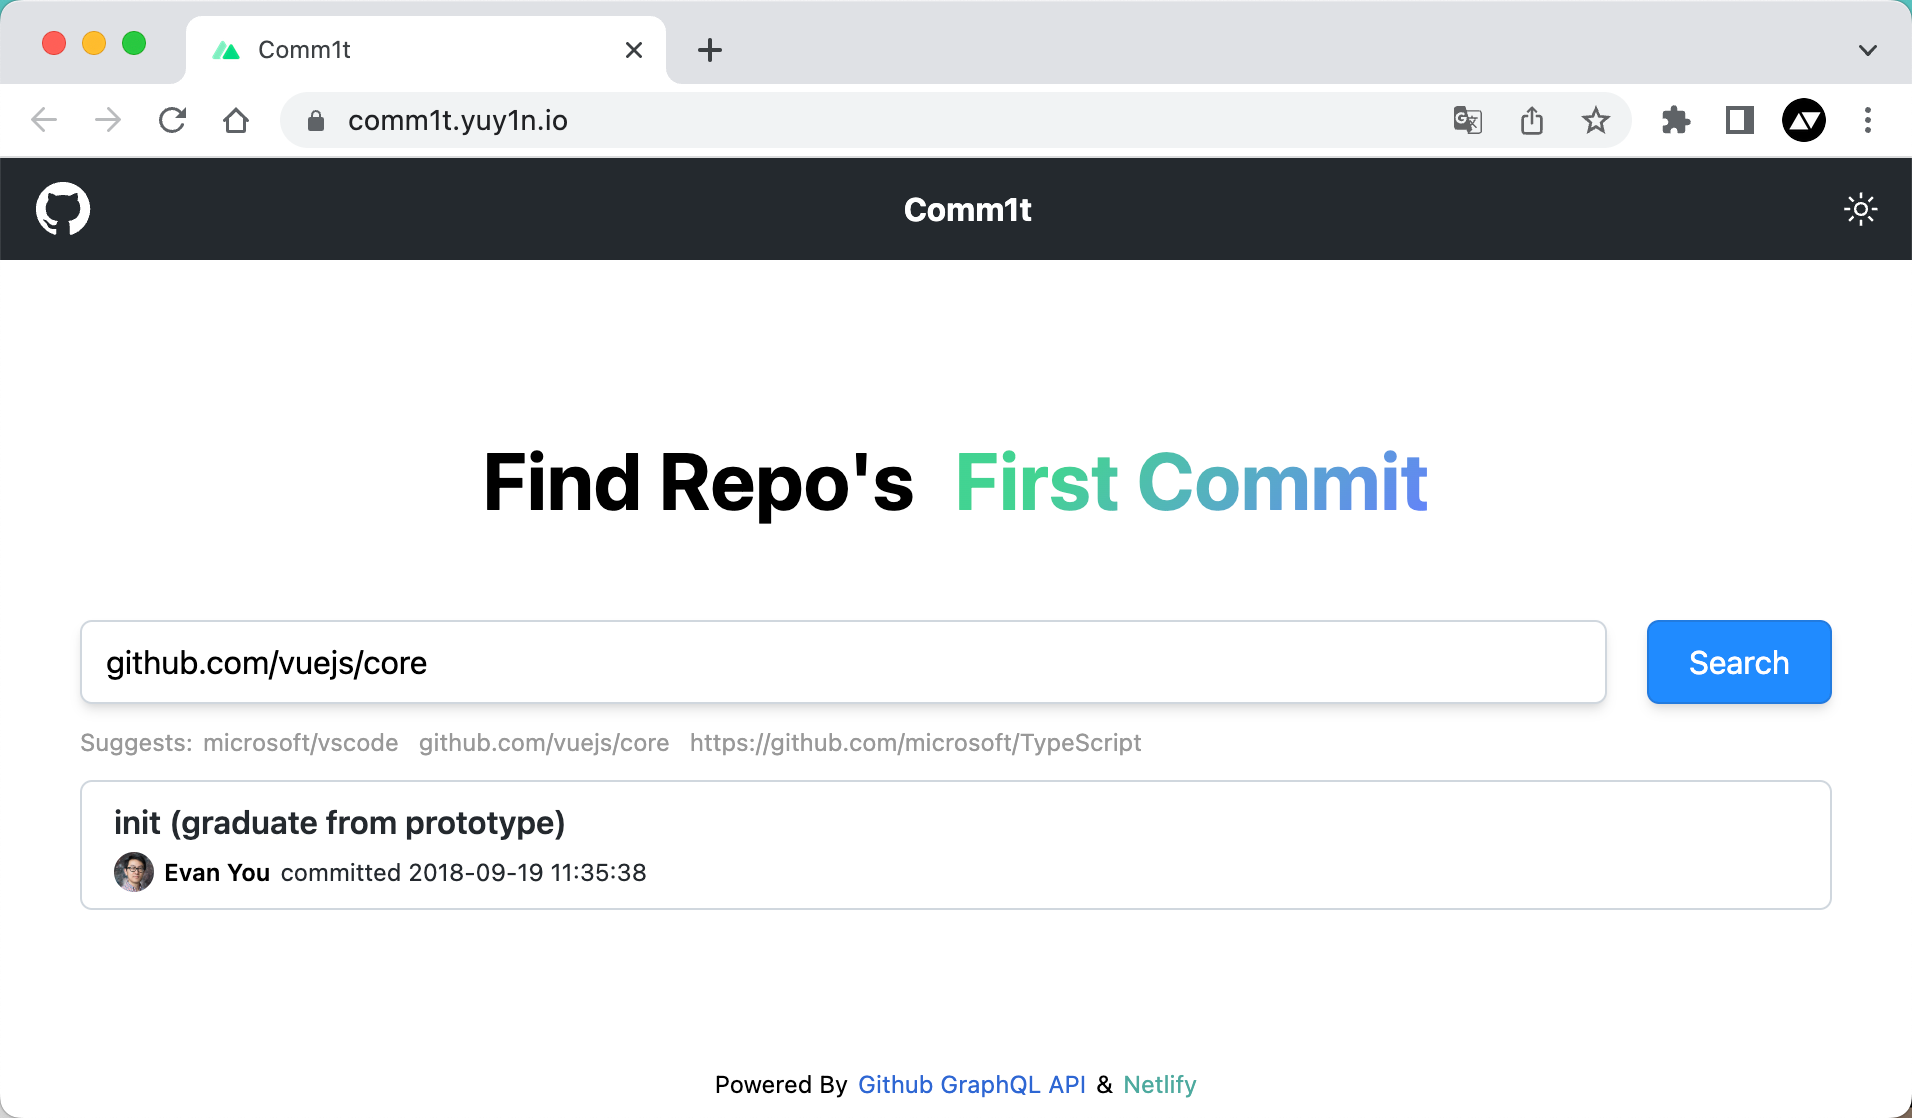 Comm1t
comm1t.yuy1n.io
Comm1t
Find Repo's First Commit
github.com/vuejs/core
Search
Suggests: microsoft/vscode github.com/vuejs/core https://github.com/microsoft/TypeScript
init (graduate from prototype)
Evan You committed 2018-09-19 11:35:38
Powered By Github GraphQL API & Netlify